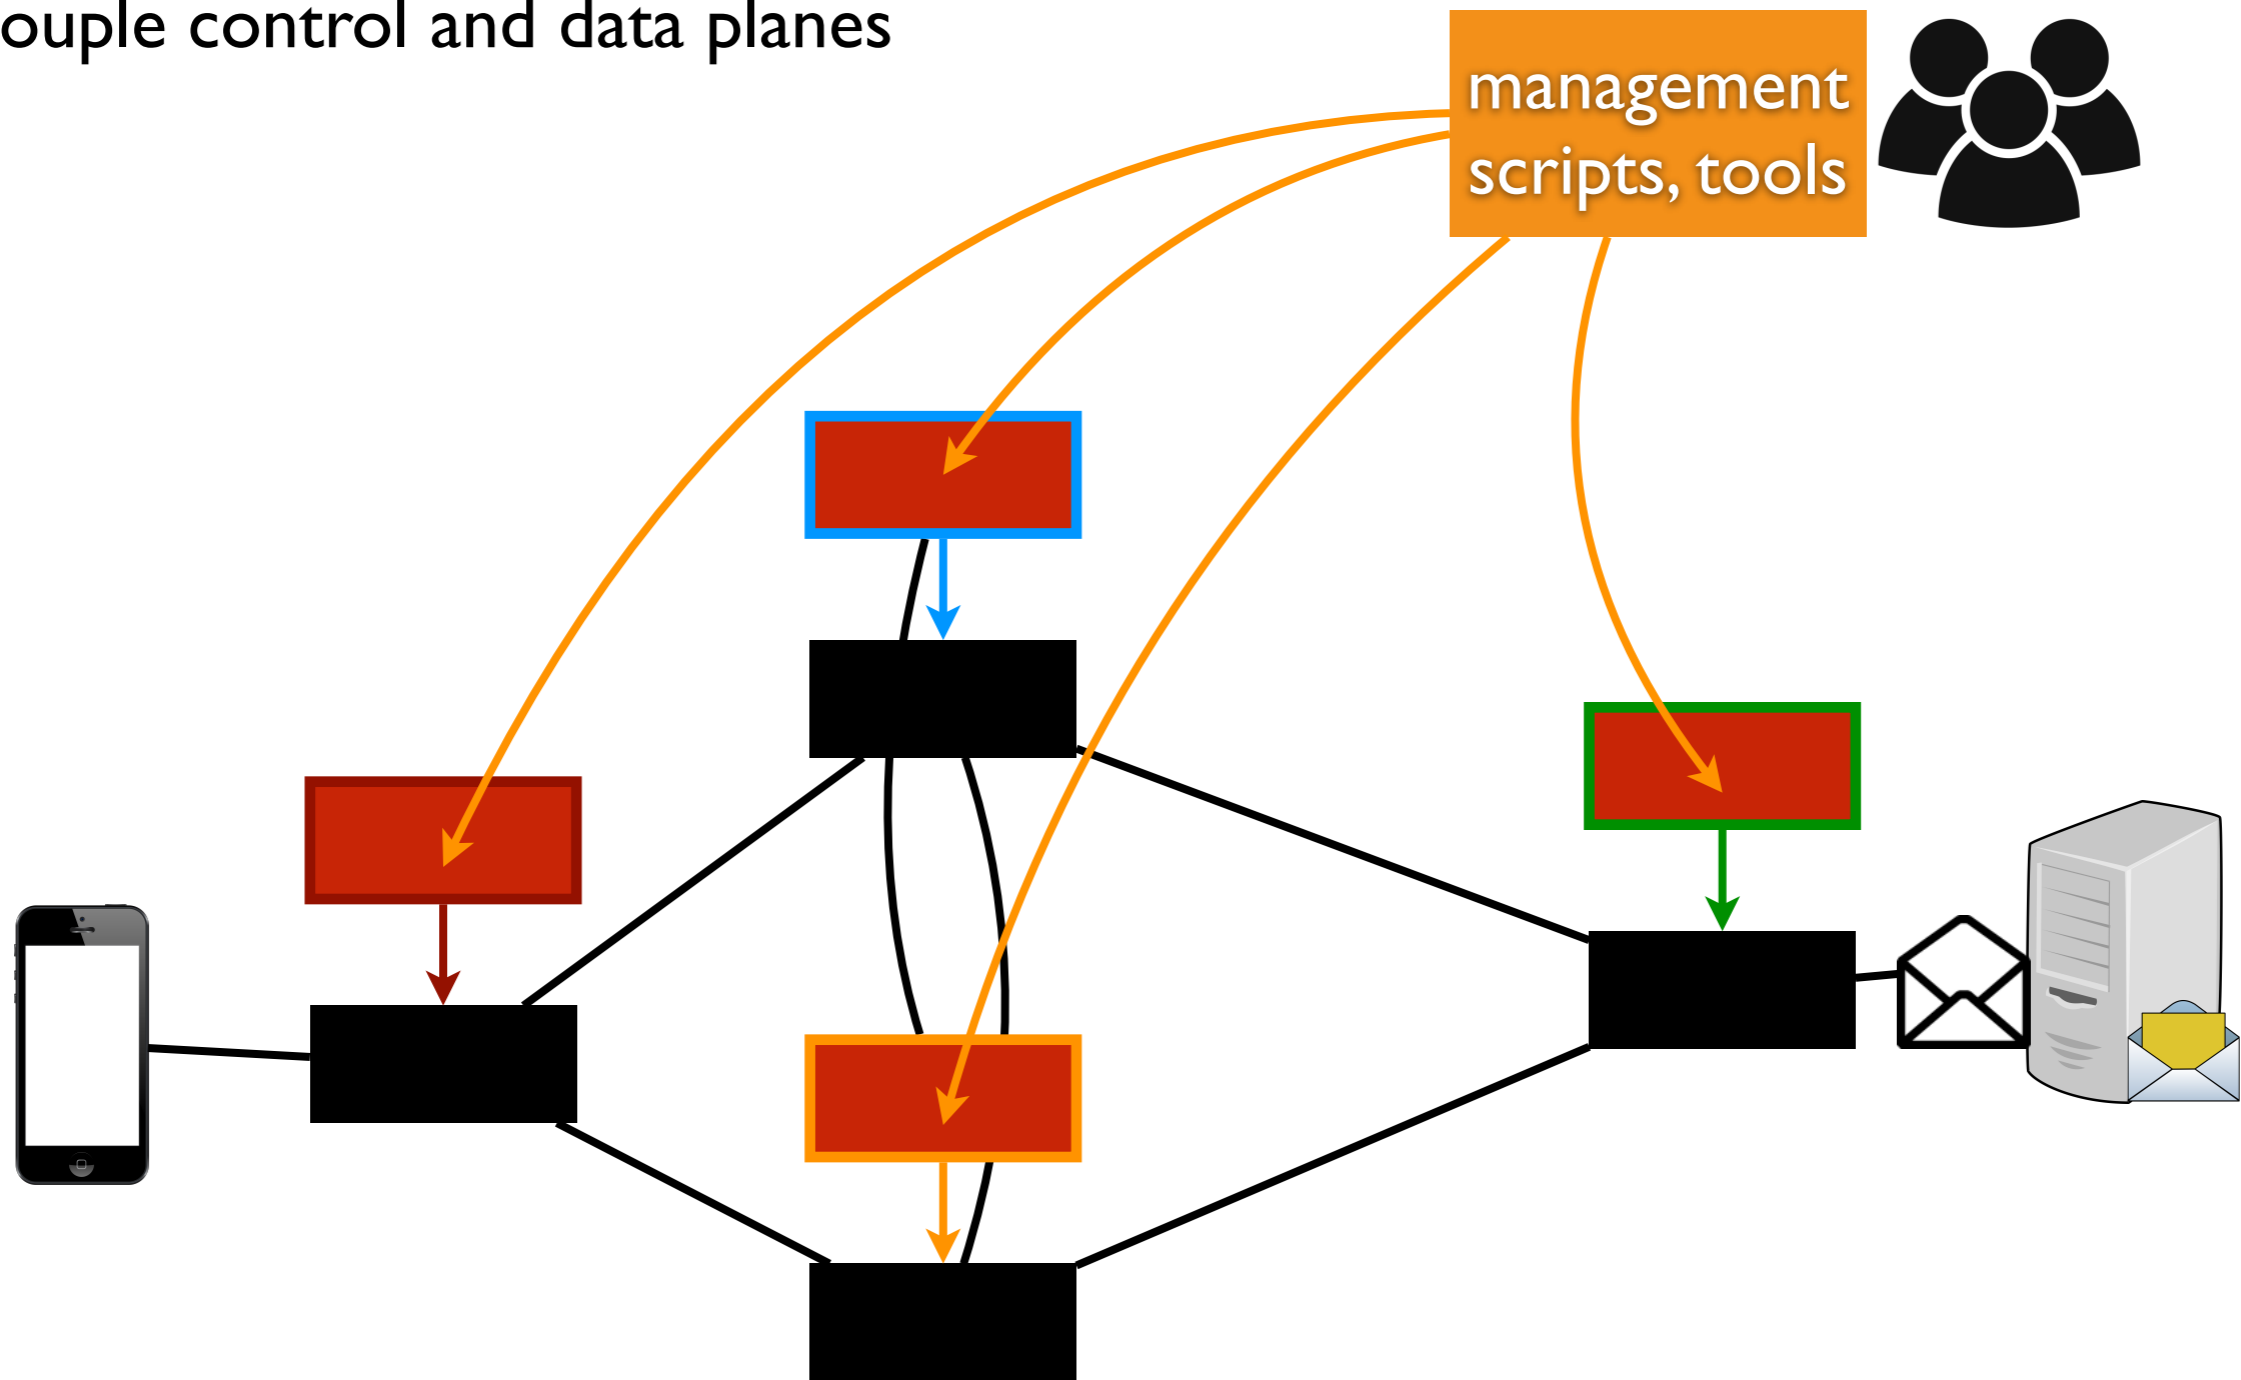 ouple control and data planes
management
scripts, tools